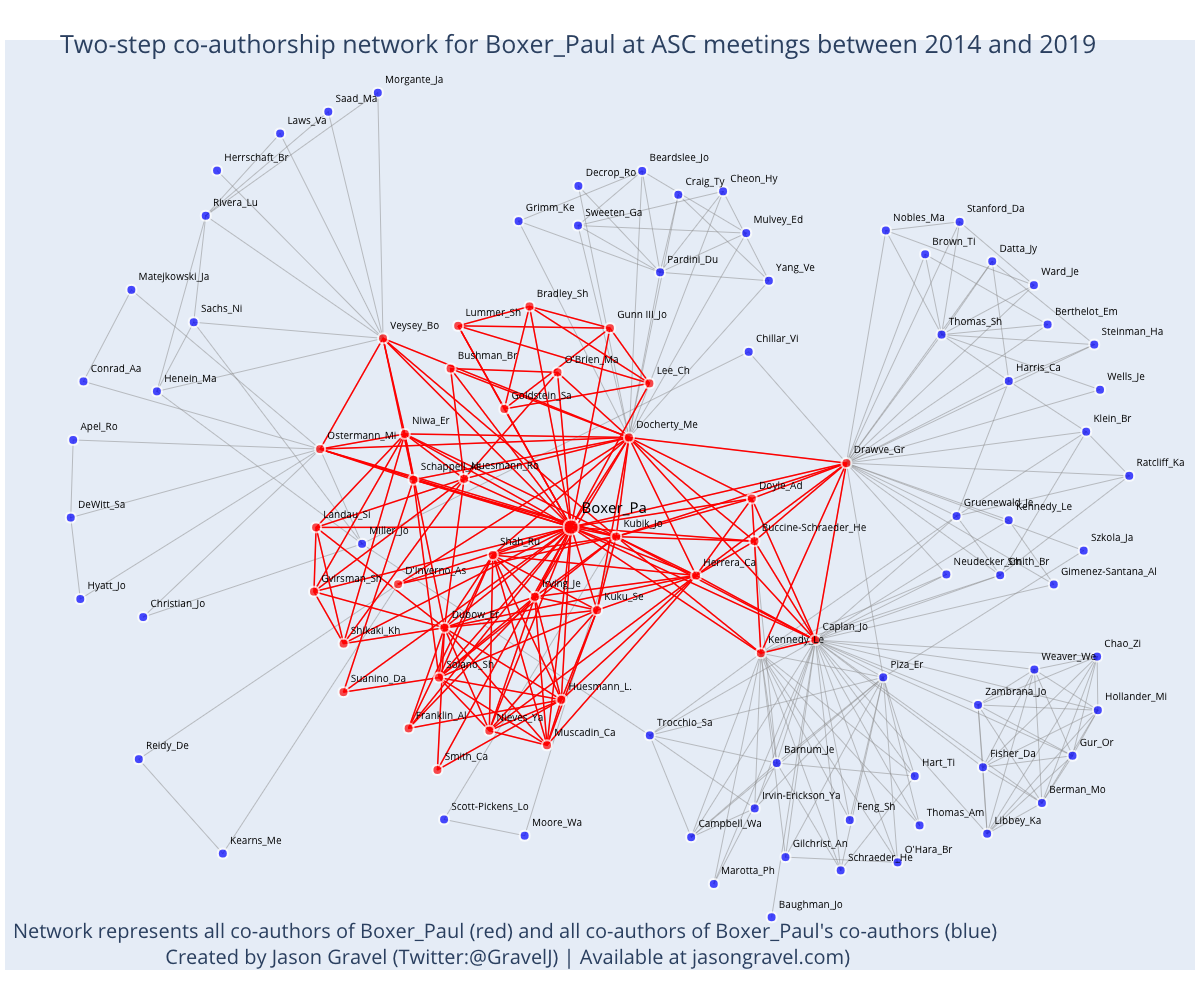 Two-step co-authorship network for Boxer_Paul at ASC meetings between 2014 and 2019
Morgante_Ja
Saad_Ma
Laws_Va
Herrschaft_Br
Rivera_Lu
Beardslee_Jo
Decrop_Ro
Craig_Ty
Cheon_Hy
Grimm_Ke
Sweeten_Ga
Mulvey_Ed
Nobles_Ma
Stanford_Da
Brown_Ti
Datta_Jy
Pardini_Du
Yang_Ve
Ward_Je
Matejkowski_Ja
Bradley_Sh
Sachs_Ni
Lummer_Sh
Gunn III_Jo
Berthelot_Em
Thomas_Sh
Veysey_Bo
Steinman_Ha
Chillar_Vi
Bushman_Br
O'Brien_Ma
Conrad_Aa
Lee_Ch
Harris_Ca
Henein_Ma
Wells_Je
Goldstein_Sa
Klein_Br
Niwa_Er
Docherty_Me
Apel_Ro
Ostermann_Mi
Drawve_Gr
Schappell
Huesmann_Ro
Ratcliff_Ka
Doyle_Ad
DeWitt_Sa
Gruenewald_Je
Kennedy_Le
Boxer_Pa
Landau_Si
Kubik_Jo
Buccine-Schraeder_He
Miller_Jo
Szkola_Ja
Shah_Ru
Herrera_Ca
Neudecker_Ch
Smith_Br
Gimenez-Santana_Al
D'Inverno_As
Gvirsman_Sh
Irving_Je
Hyatt_Jo
Kuku_Se
Christian_Jo
Dubow_Er
Caplan_Jo
Shikaki_Kh
Kennedy_Le
Chao_Zi
Weaver_We
Saiano_Sh
Piza_Er
Suanino_Da
Huesmann_L.
Zambrana_Jo
Hollander_Mi
Franklin_Al
Nieves_Ya
Trocchio_Sa
Muscadin_Ca
Reidy_De
Barnum_Je
Fisher_Da
Gur_Or
Smith_Ca
Hart_Ti
Berman_Mo
Irvin-Erickson_Ya
Scott-Pickens_Lo
Feng_Sh
Thomas_Am
Libbey_Ka
Moore_Wa
Campbell_Wa
Kearns_Me
Gilchrist_An
Schraeder_He
O'Hara_Br
Marotta_Ph
Baughman_Jo
Network represents all co-authors of Boxer_Paul (red) and all co-authors of Boxer_Paul's co-authors (blue)
Created by Jason Gravel (Twitter:@GravelJ) | Available at jasongravel.com)